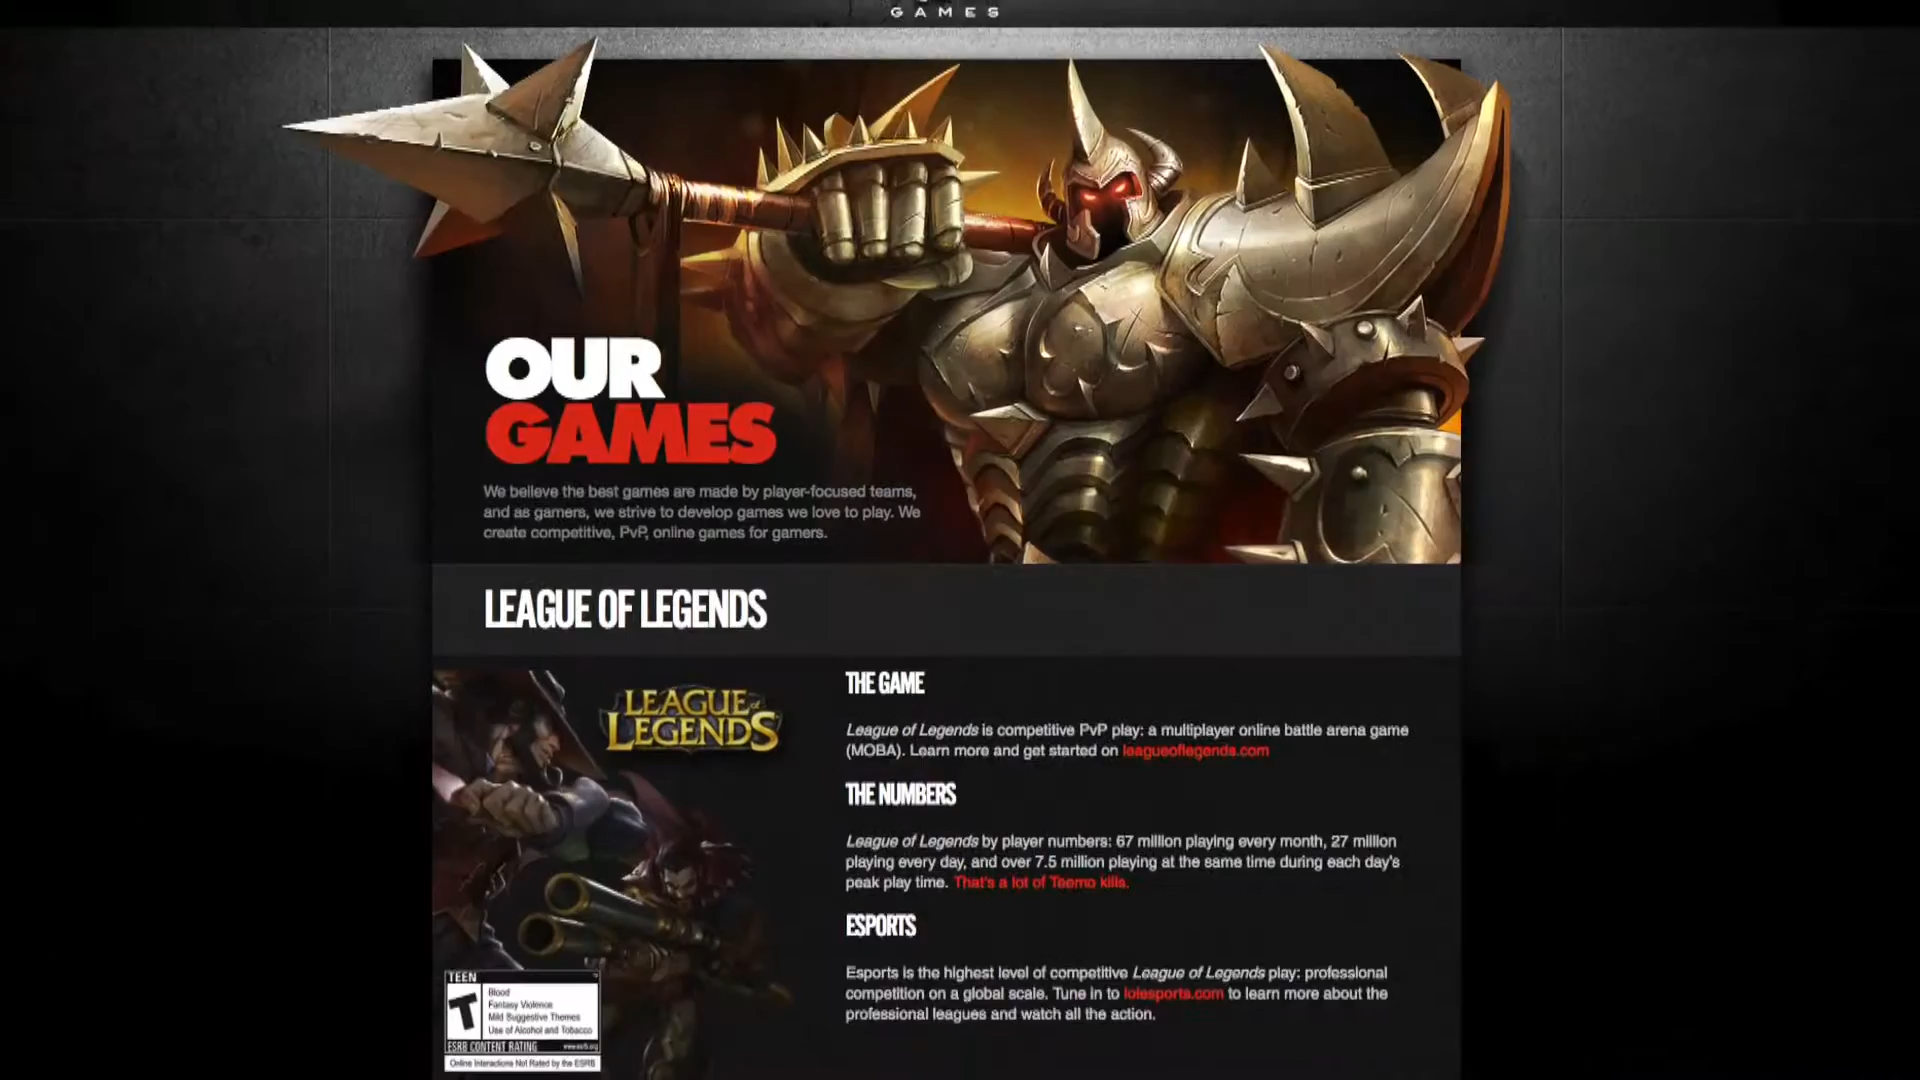 GAMES
OUR
GAMES
We believe the best games are made by player-focused teams,
and as gamers, we strive to develop games we love to play. We
create competitive, PvP, online games for gamers.
LEAGUE OF LEGENDS
LEAGUE of
LEGENDS
THE GAME
League of Legends is competitive PvP play: a multiplayer online battle arena game
(MOBA). Learn more and get started on leagueoflegends.com
THE NUMBERS
League of Legends by player numbers: 67 million playing every month, 27 million
playing every day, and over 7.5 million playing at the same time during each day's
peak play time. That's a lot of Teemo kills.
ESPORTS
Esports is the highest level of competitive League of Legends play: professional
competition on a global scale. Tune in to lolesports.com to learn more about the
professional leagues and watch all the action.
TEEN
T
Blood
Fantasy Violence
Mild Suggestive Themes
Use of Alcohol and Tobacco
ESRB CONTENT RATING www.esrb.org
Online Interactions Not Rated by the ESRB